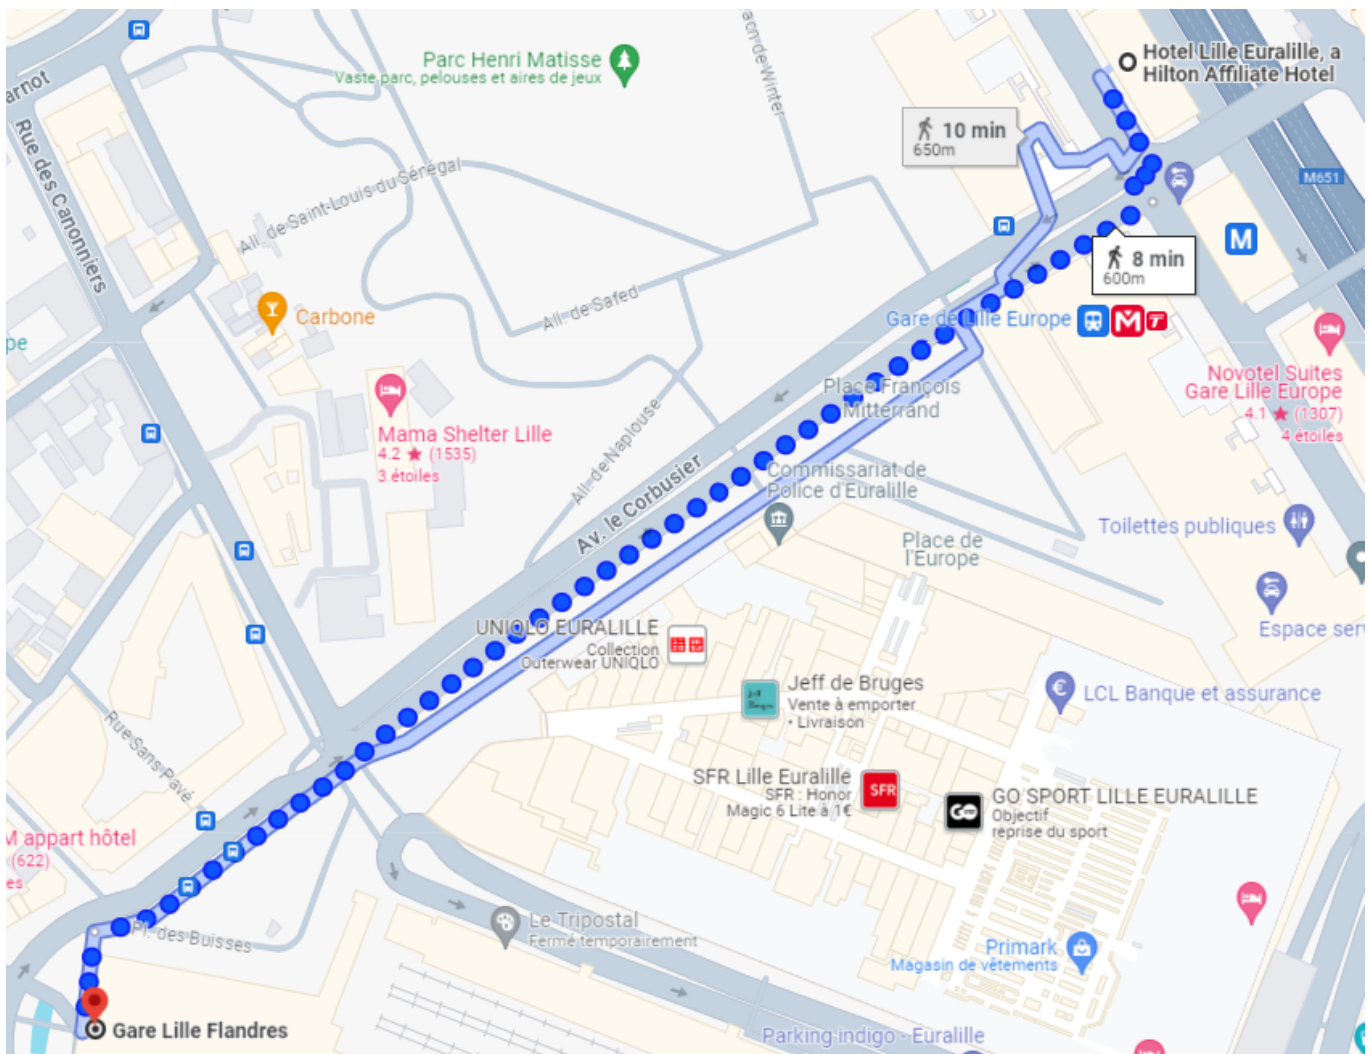 Hotel Lille Euralille, a
Hilton Affiliate Hotel
Parc Henri Matisse
Vaste parc, pelouses et aires de jeux
arnot
Rue des Canonniers
All. de Saint-Louis du Sénégal
aon de Winter
10 min
650m
M651
M
8 min
600m
All. de Safed
Carbone
Gare de Lille Europe
M
T
pe
Novotel Suites
Gare Lille Europe
4.1 ★ (1307)
4 étoiles
Place François
Mitterrand
Mama Shelter Lille
4.2 ★ (1535)
3 étoiles
All. de Naplouse
Av. le Corbusier
Commissariat de
Police d'Euralille
Toilettes publiques
Place de
l'Europe
UNIQLO EURALILLE
Collection
Outerwear UNIQLO
Espace serv
Jeff de Bruges
Vente à emporter
• Livraison
LCL Banque et assurance
Rue Sans Pavé
SFR Lille Euralille
SFR : Honor
Magic 6 Lite à 1€
SFR
GO SPORT LILLE EURALILLE
Objectif
reprise du sport
GO
M appart hôtel
(622)
es
Pl. des Buisses
Le Tripostal
Fermé temporairement
Primark
Magasin de vêtements
Gare Lille Flandres
Parking-indigo - Euralille